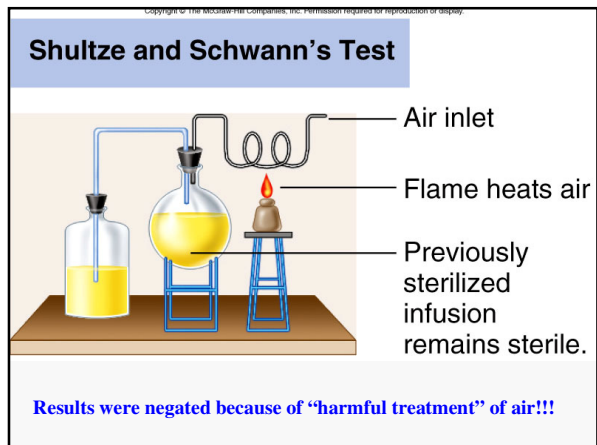 Copyright © The McGraw-Hill Companies, Inc. Permission required for reproduction or display.
Shultze and Schwann's Test
Air inlet
Flame heats air
Previously
sterilized
infusion
remains sterile.
Results were negated because of “harmful treatment” of air!!!